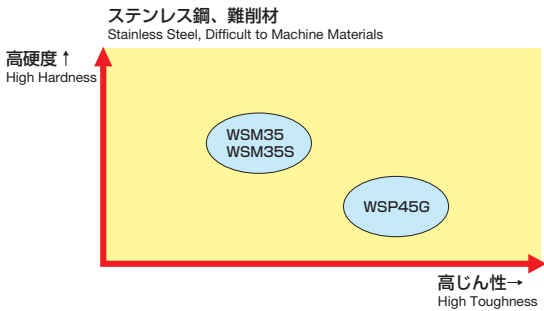 ステンレス鋼、難削材
Stainless Steel, Difficult to Machine Materials
高硬度↑
High Hardness
WSM35
WSM35S
WSP45G
高じん性→
High Toughness